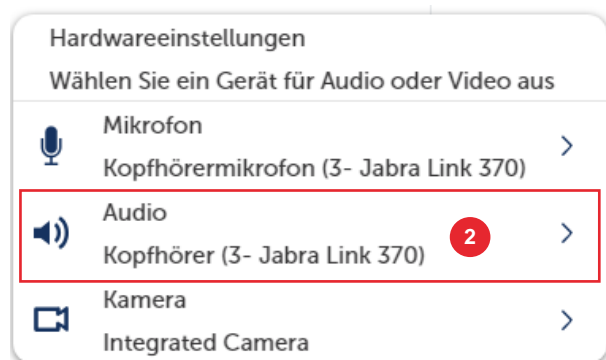 Hardwareeinstellungen
Wählen Sie ein Gerät für Audio oder Video aus
Mikrofon
Kopfhörermikrofon (3- Jabra Link 370)
Audio
Kopfhörer (3- Jabra Link 370)
2
Kamera
Integrated Camera